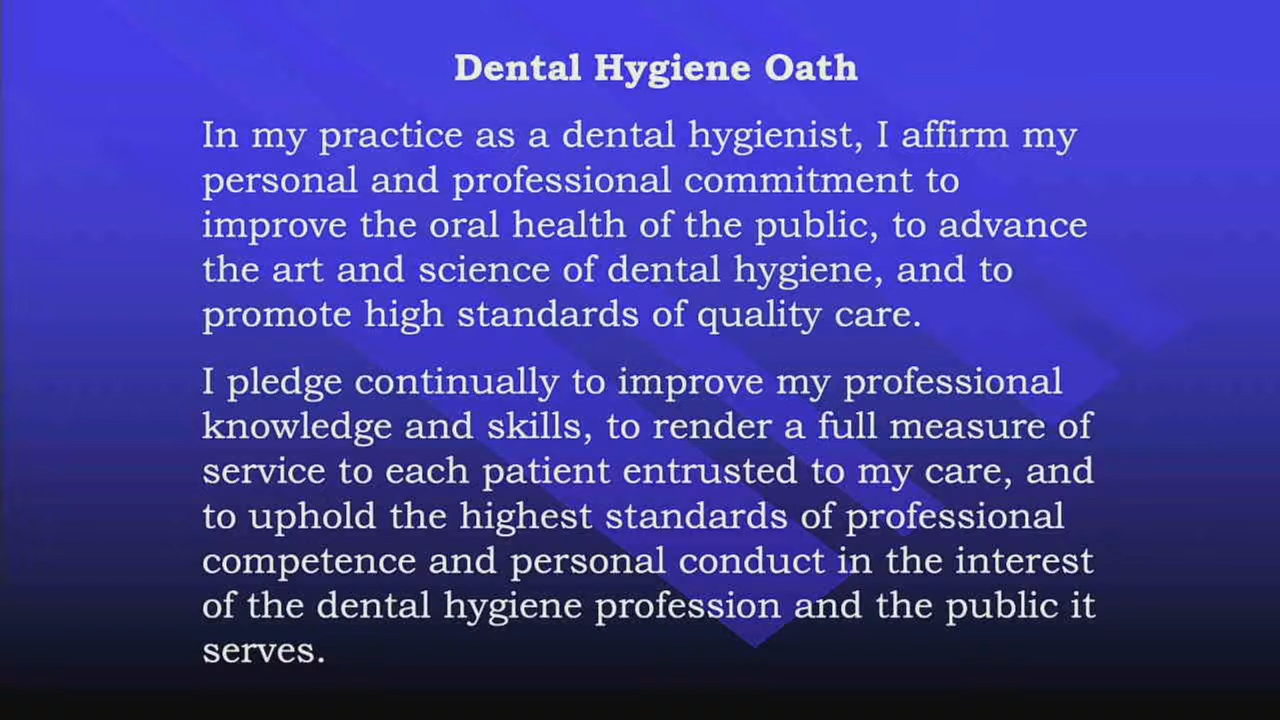 Dental Hygiene Oath
In my practice as a dental hygienist, I affirm my
personal and professional commitment to
improve the oral health of the public, to advance
the art and science of dental hygiene, and to
promote high standards of quality care.
I pledge continually to improve my professional
knowledge and skills, to render a full measure of
service to each patient entrusted to my care, and
to uphold the highest standards of professional
competence and personal conduct in the interest
of the dental hygiene profession and the public it
serves.